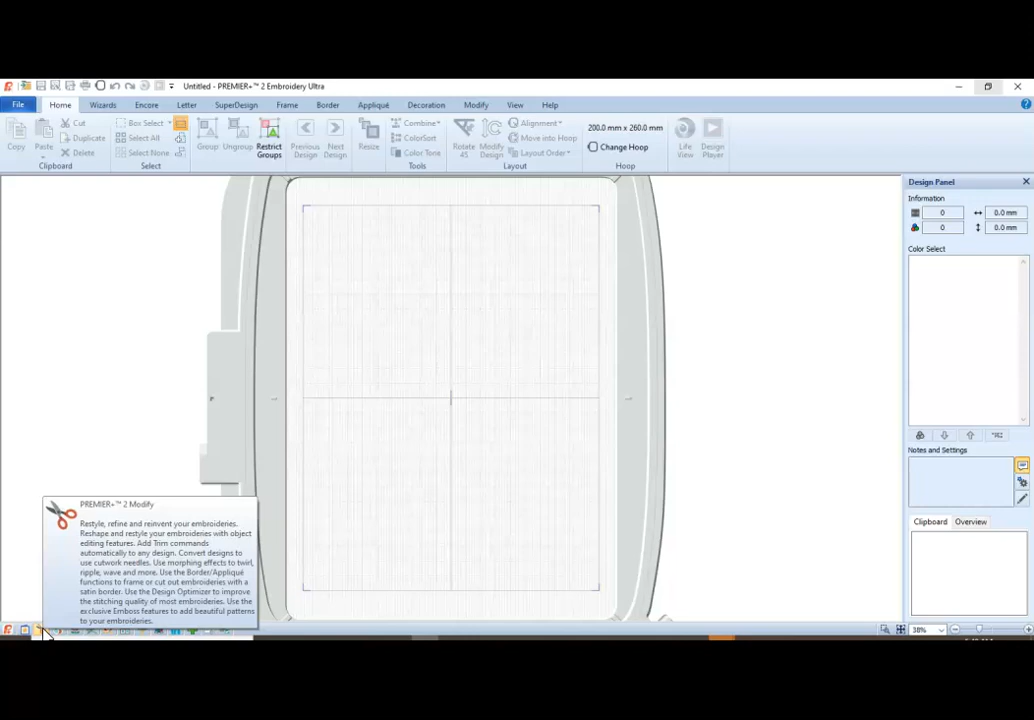 Untitled - PREMIER+™ 2 Embroidery Ultra
File Home Wizards Encore Letter SuperDesign Frame Border Appliqué Decoration Modify View Help
Copy Paste Cut Duplicate Delete
Clipboard
Box Select Select All Select None
Select
Group Ungroup Restrict Groups Previous Design Next Design
Resize Combine ColorSort Color Tone
Tools
Rotate 45 Modify Design Alignment Move into Hoop Layout Order
Layout
200.0 mm x 260.0 mm
Change Hoop
Hoop
Life View Design Player
Design Panel
Information
0 0.0 mm
0 0.0 mm
Color Select
Notes and Settings
Clipboard Overview
PREMIER+™ 2 Modify
Restyle, refine and reinvent your embroideries.
Reshape and restyle your embroideries with object
editing features. Add Trim commands
automatically to any design. Convert designs to
use cutwork needles. Use morphing effects to twirl,
ripple, wave and more. Use the Border/Appliqué
functions to frame or cut out embroideries with a
satin border. Use the Design Optimizer to improve
the stitching quality of most embroideries. Use the
exclusive Emboss features to add beautiful patterns
to your embroideries.
38%